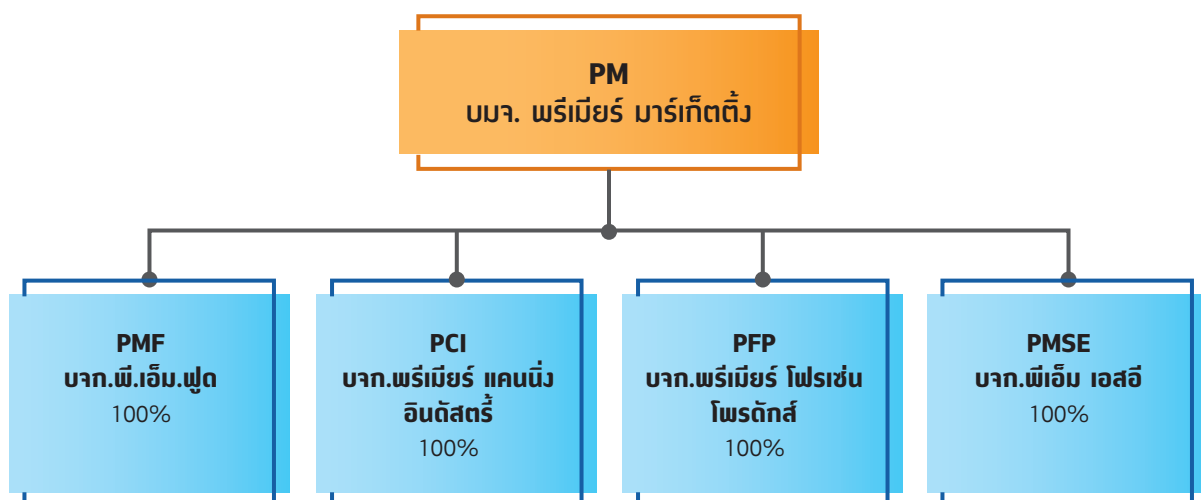 PM
บมจ. พรีเมียร์ มาร์เก็ตติ้ง
PMF
บจก.พี.เอ็ม.ฟูด
100%
PCI
บจก.พรีเมียร์ แคนนิ่ง
อินดัสตรี้
100%
PFP
บจก.พรีเมียร์ โฟรเซ่น
โพรดักส์
100%
PMSE
บจก.พีเอ็ม เอสอี
100%